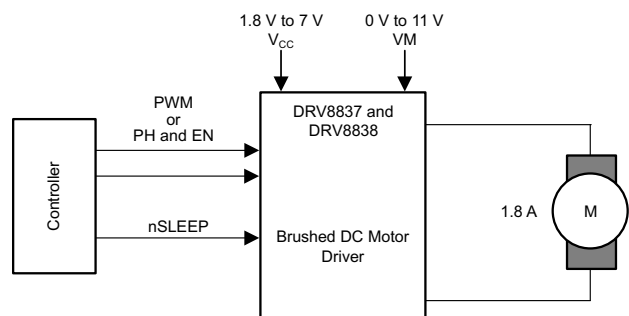 1.8 V to 7 V
VCC
0 V to 11 V
VM
PWM
or
PH and EN
DRV8837 and
DRV8838
Controller
1.8 A
M
nSLEEP
Brushed DC Motor
Driver